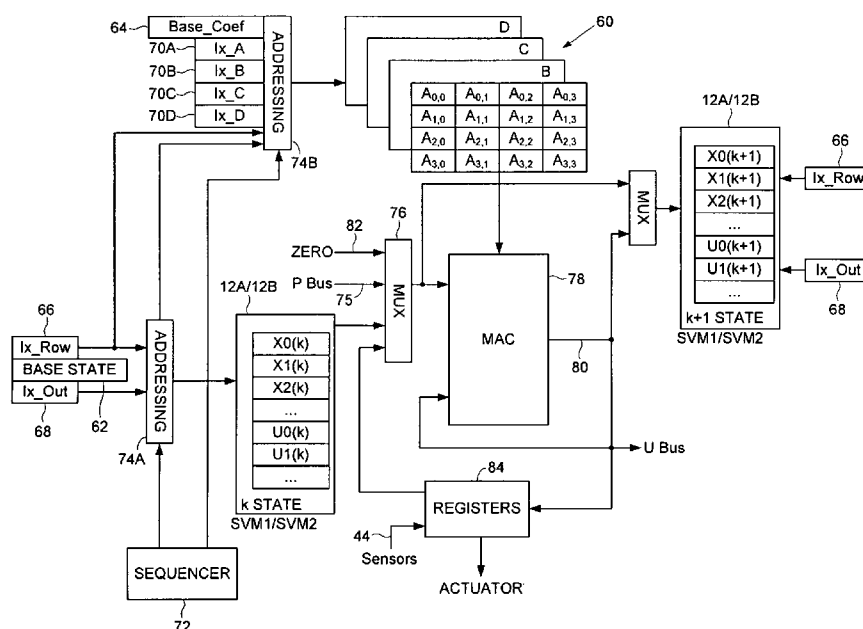 64
Base_Coef
70A
Ix_A
70B
Ix_B
70C
Ix_C
70D
Ix_D
ADDRESSING
74B
D
C
B
60
A0,0 A0,1 A0,2 A0,3
A1,0 A1,1 A1,2 A1,3
A2,0 A2,1 A2,2 A2,3
A3,0 A3,1 A3,2 A3,3
12A/12B
X0(k+1)
X1(k+1)
X2(k+1)
...
U0(k+1)
U1(k+1)
...
k+1 STATE
SVM1/SVM2
66
Ix_Row
Ix_Out
68
MUX
82
ZERO
P Bus
75
76
MUX
78
MAC
80
U Bus
66
Ix_Row
BASE STATE
Ix_Out
68
62
ADDRESSING
74A
12A/12B
X0(k)
X1(k)
X2(k)
...
U0(k)
U1(k)
...
k STATE
SVM1/SVM2
84
REGISTERS
44
Sensors
ACTUATOR
SEQUENCER
72